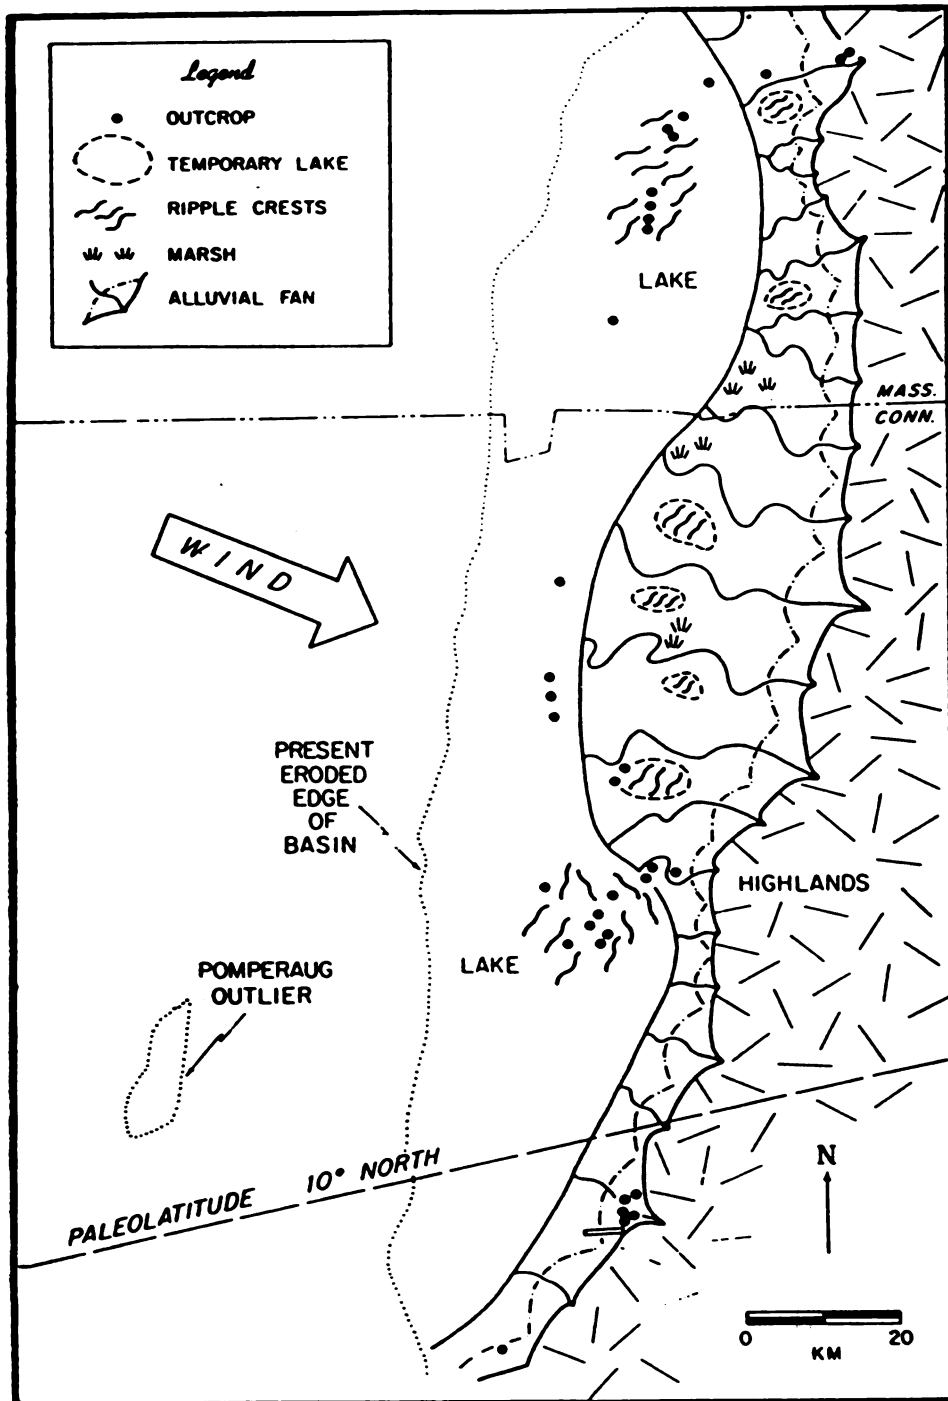 Legend
OUTCROP
TEMPORARY LAKE
RIPPLE CRESTS
MARSH
ALLUVIAL FAN
LAKE
MASS.
CONN.
WIND
PRESENT
ERODED
EDGE
OF
BASIN
HIGHLANDS
LAKE
POMPERAUG
OUTLIER
PALEOLATITUDE 10° NORTH
N
0 20
KM